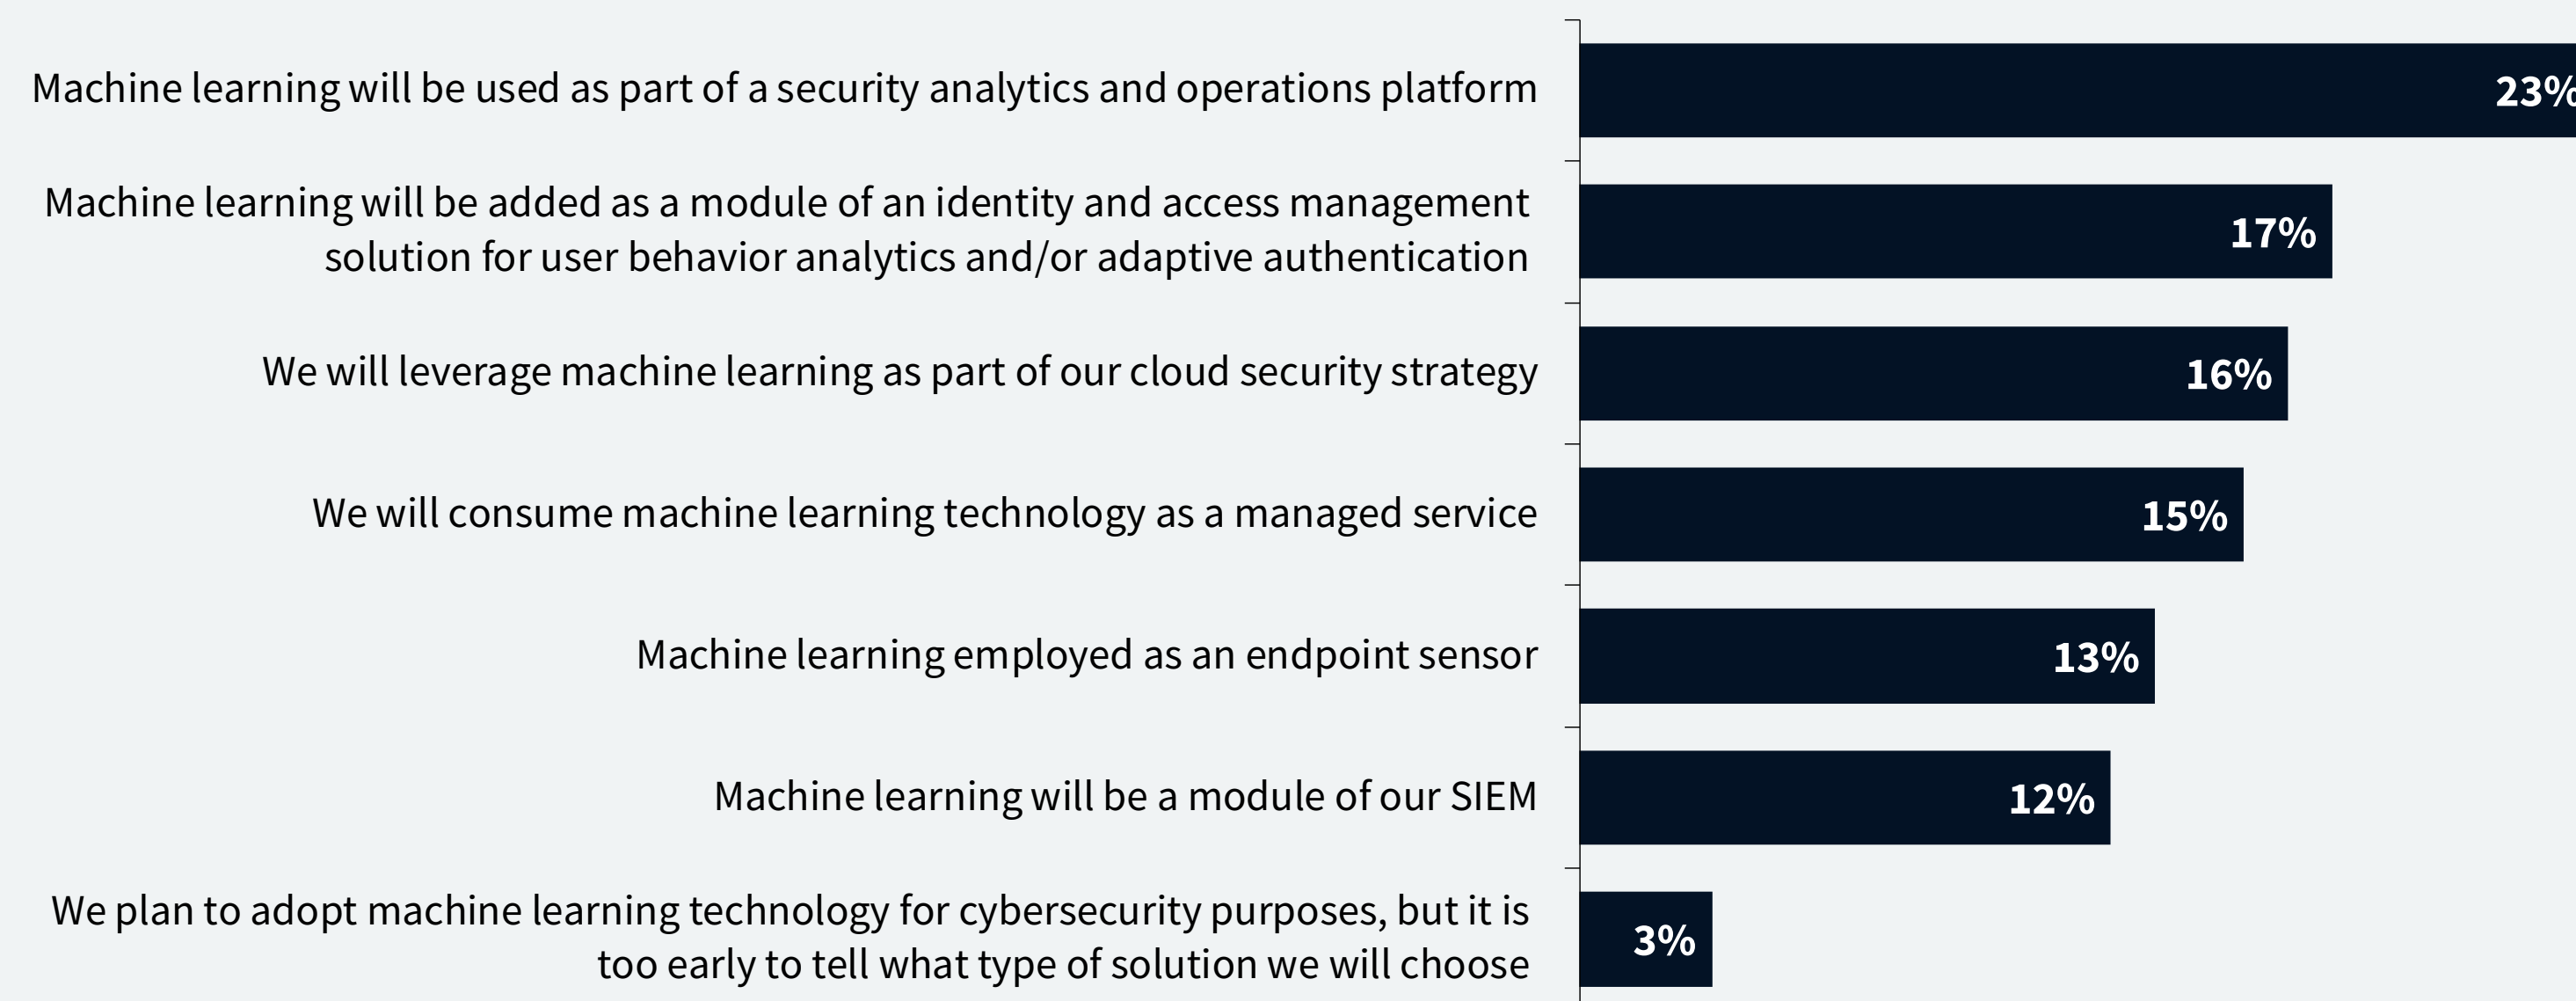 Machine learning will be used as part of a security analytics and operations platform
23%
Machine learning will be added as a module of an identity and access management
solution for user behavior analytics and/or adaptive authentication
17%
We will leverage machine learning as part of our cloud security strategy
16%
We will consume machine learning technology as a managed service
15%
Machine learning employed as an endpoint sensor
13%
Machine learning will be a module of our SIEM
12%
We plan to adopt machine learning technology for cybersecurity purposes, but it is
too early to tell what type of solution we will choose
3%